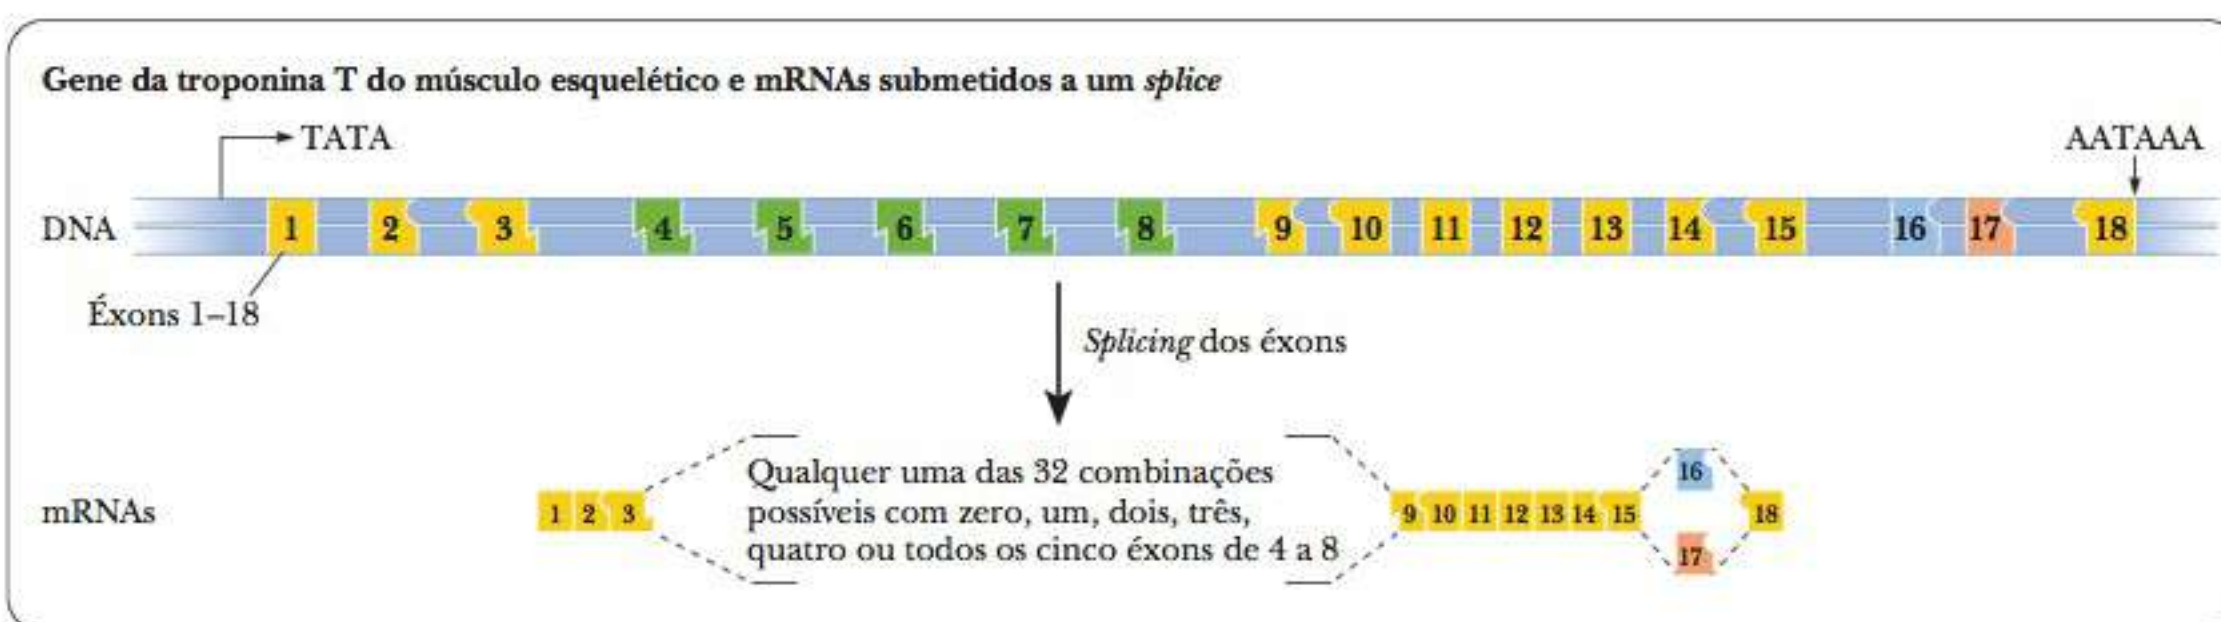 Gene da troponina T do músculo esquelético e mRNAs submetidos a um splice
TATA
AATAAA
DNA
1 2 3 4 5 6 7 8 9 10 11 12 13 14 15 16 17 18
Éxons 1–18
Splicing dos éxons
mRNAs
1 2 3
Qualquer uma das 32 combinações
possíveis com zero, um, dois, três,
quatro ou todos os cinco éxons de 4 a 8
9 10 11 12 13 14 15
16
17
18